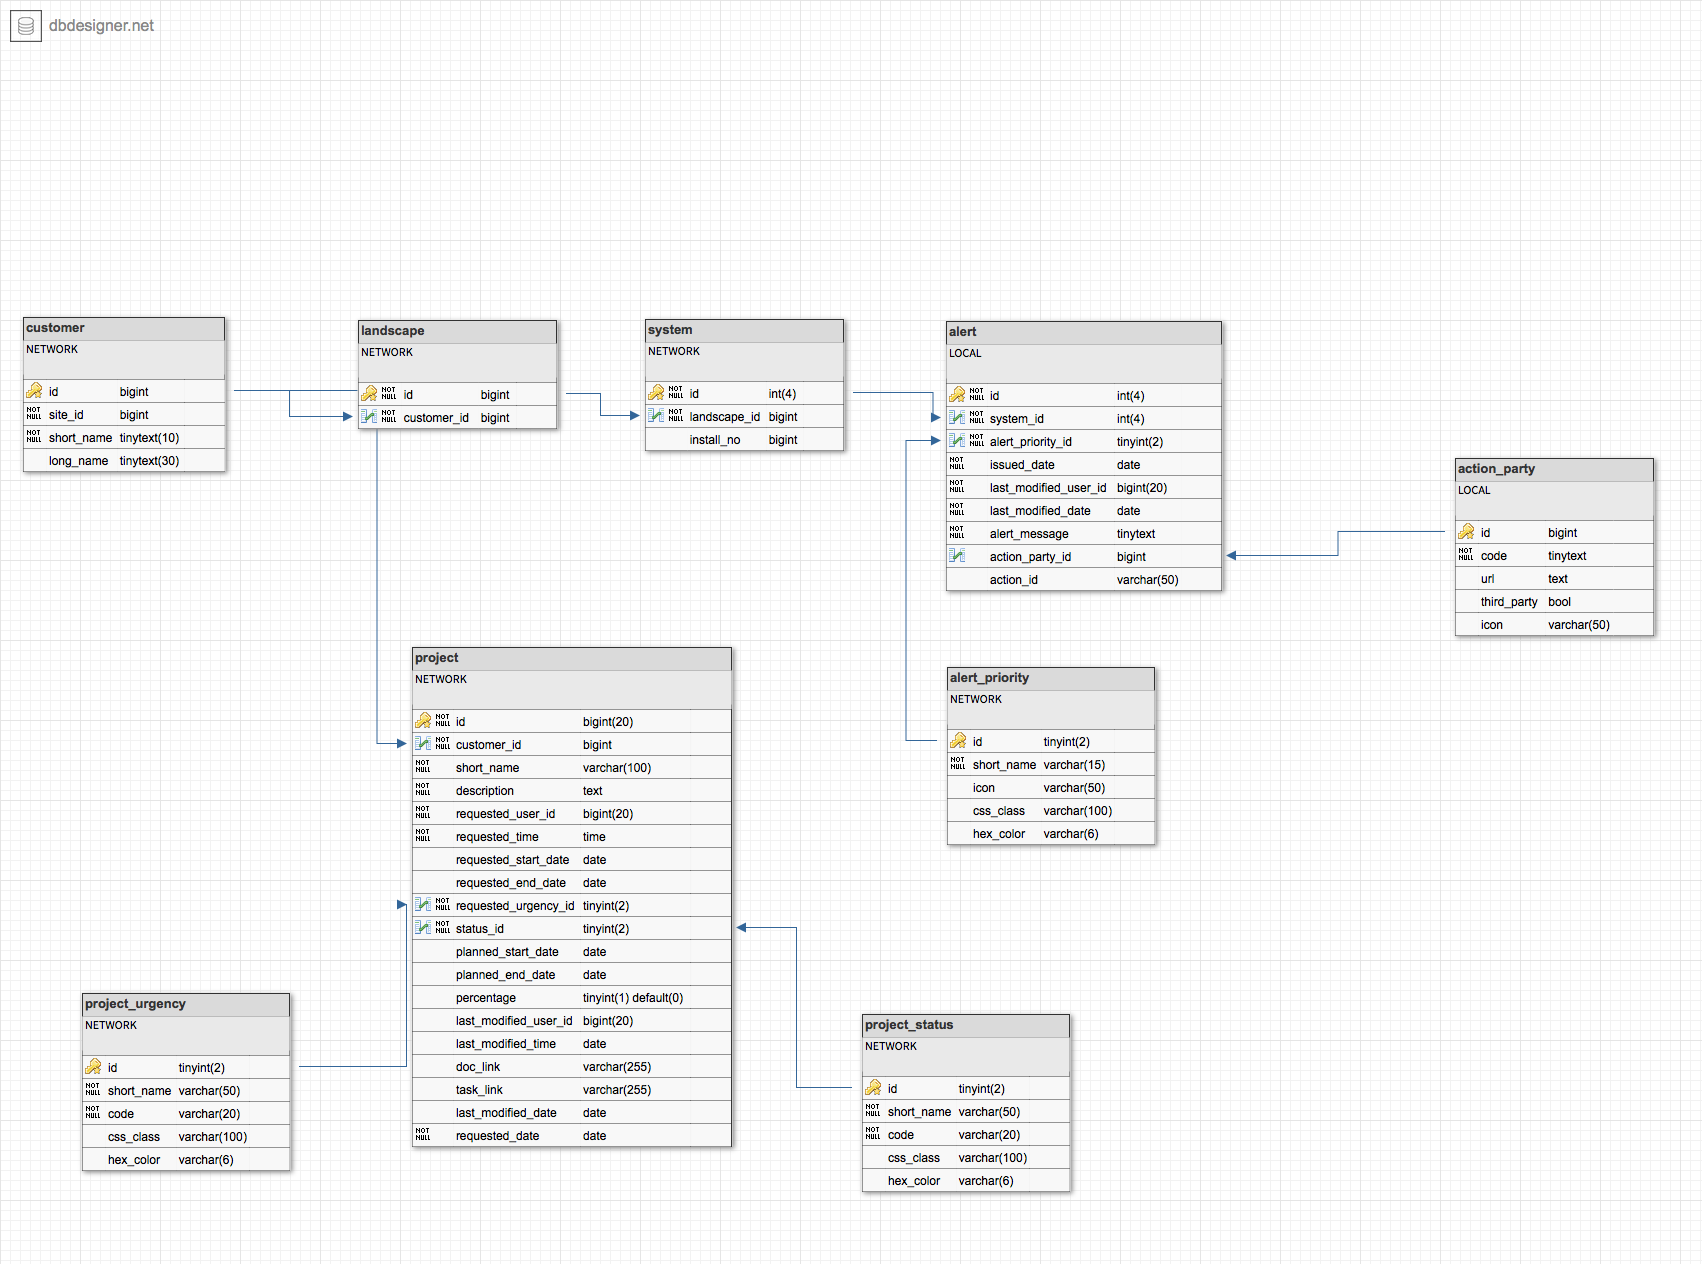 dbdesigner.net
customer
NETWORK
id bigint
NOT NULL site_id bigint
NOT NULL short_name tinytext(10)
long_name tinytext(30)
landscape
NETWORK
NOT NULL id bigint
NOT NULL customer_id bigint
system
NETWORK
NOT NULL id int(4)
NOT NULL landscape_id bigint
install_no bigint
alert
LOCAL
NOT NULL id int(4)
NOT NULL system_id int(4)
NOT NULL alert_priority_id tinyint(2)
NOT NULL issued_date date
NOT NULL last_modified_user_id bigint(20)
NOT NULL last_modified_date date
NOT NULL alert_message tinytext
action_party_id bigint
action_id varchar(50)
action_party
LOCAL
id bigint
NOT NULL code tinytext
url text
third_party bool
icon varchar(50)
project
NETWORK
NOT NULL id bigint(20)
NOT NULL customer_id bigint
NOT NULL short_name varchar(100)
NOT NULL description text
NOT NULL requested_user_id bigint(20)
NOT NULL requested_time time
requested_start_date date
requested_end_date date
NOT NULL requested_urgency_id tinyint(2)
NOT NULL status_id tinyint(2)
planned_start_date date
planned_end_date date
percentage tinyint(1) default(0)
last_modified_user_id bigint(20)
last_modified_time date
doc_link varchar(255)
task_link varchar(255)
last_modified_date date
NOT NULL requested_date date
alert_priority
NETWORK
id tinyint(2)
NOT NULL short_name varchar(15)
icon varchar(50)
css_class varchar(100)
hex_color varchar(6)
project_urgency
NETWORK
id tinyint(2)
NOT NULL short_name varchar(50)
NOT NULL code varchar(20)
css_class varchar(100)
hex_color varchar(6)
project_status
NETWORK
id tinyint(2)
NOT NULL short_name varchar(50)
NOT NULL code varchar(20)
css_class varchar(100)
hex_color varchar(6)